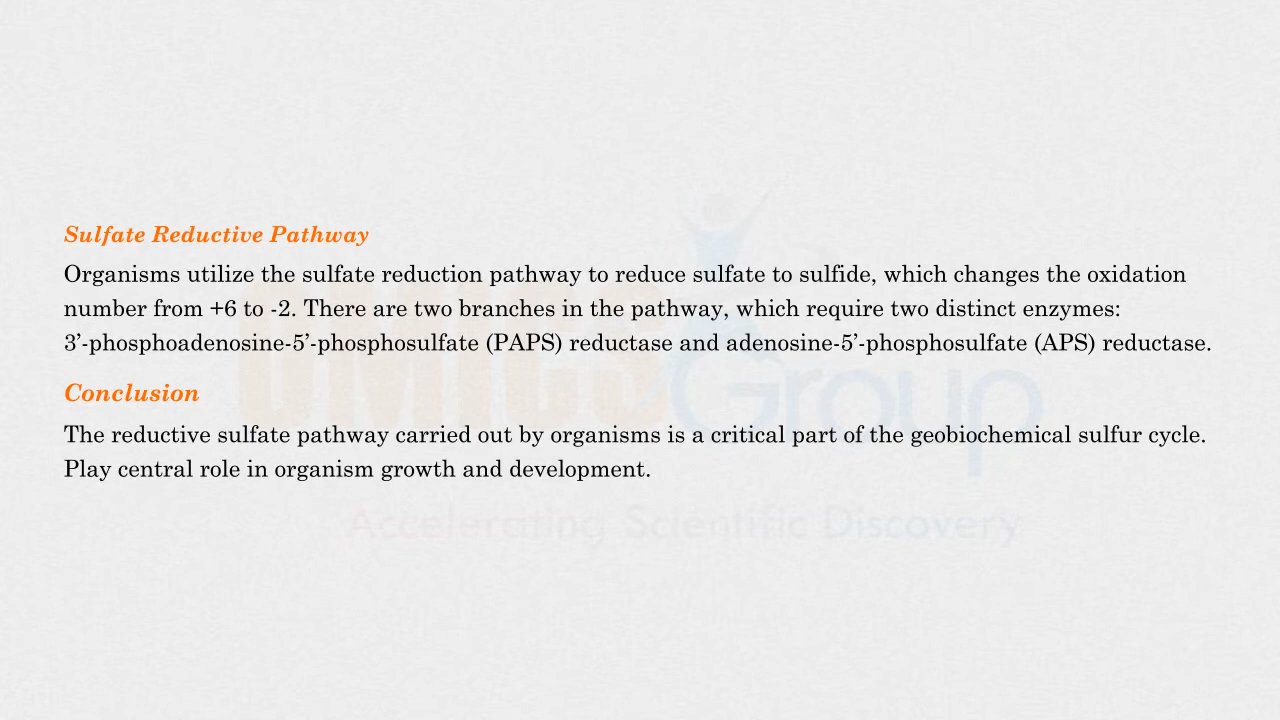 Sulfate Reductive Pathway
Organisms utilize the sulfate reduction pathway to reduce sulfate to sulfide, which changes the oxidation
number from +6 to -2. There are two branches in the pathway, which require two distinct enzymes:
3’-phosphoadenosine-5’-phosphosulfate (PAPS) reductase and adenosine-5’-phosphosulfate (APS) reductase.
Conclusion
The reductive sulfate pathway carried out by organisms is a critical part of the geobiochemical sulfur cycle.
Play central role in organism growth and development.
OMICS Group
Accelerating Scientific Discovery